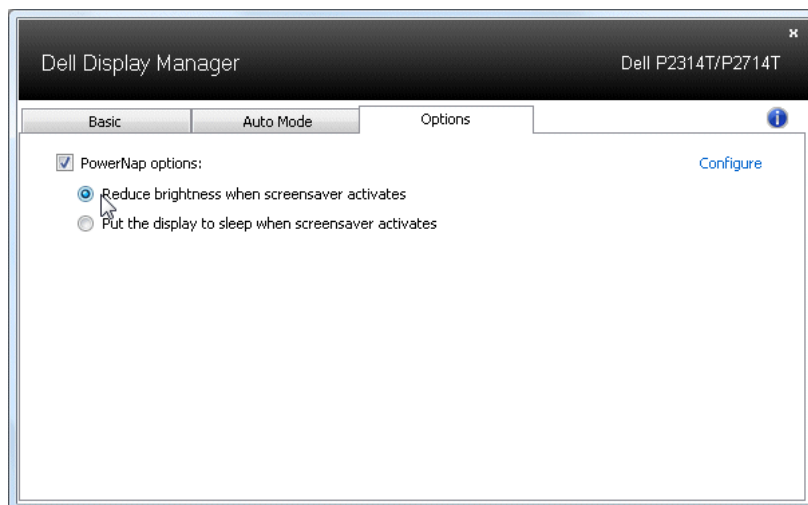 Dell Display Manager
Dell P2314T/P2714T
Basic
Auto Mode
Options
PowerNap options:
Configure
Reduce brightness when screensaver activates
Put the display to sleep when screensaver activates